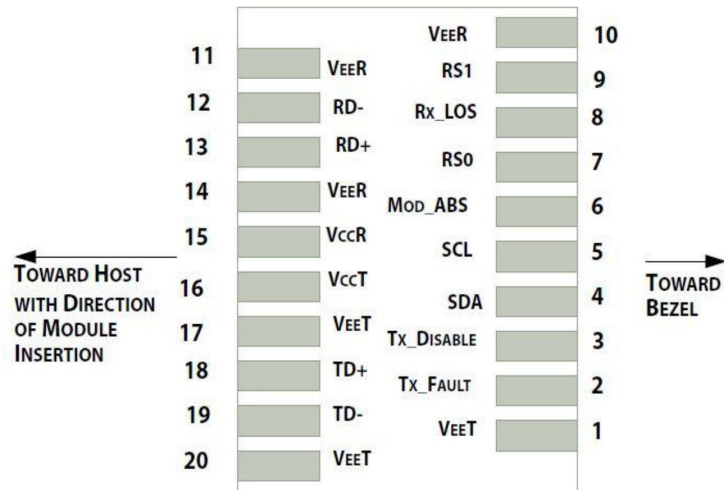 VEER 10
11 VEER
RS1 9
12 RD-
RX_LOS 8
13 RD+
RS0 7
14 VEER
MOD_ABS 6
15 VCCR
SCL 5
TOWARD HOST
WITH DIRECTION
OF MODULE
INSERTION
TOWARD
BEZEL
16 VCCT
SDA 4
17 VEET
TX_DISABLE 3
18 TD+
TX_FAULT 2
19 TD-
VEET 1
20 VEET